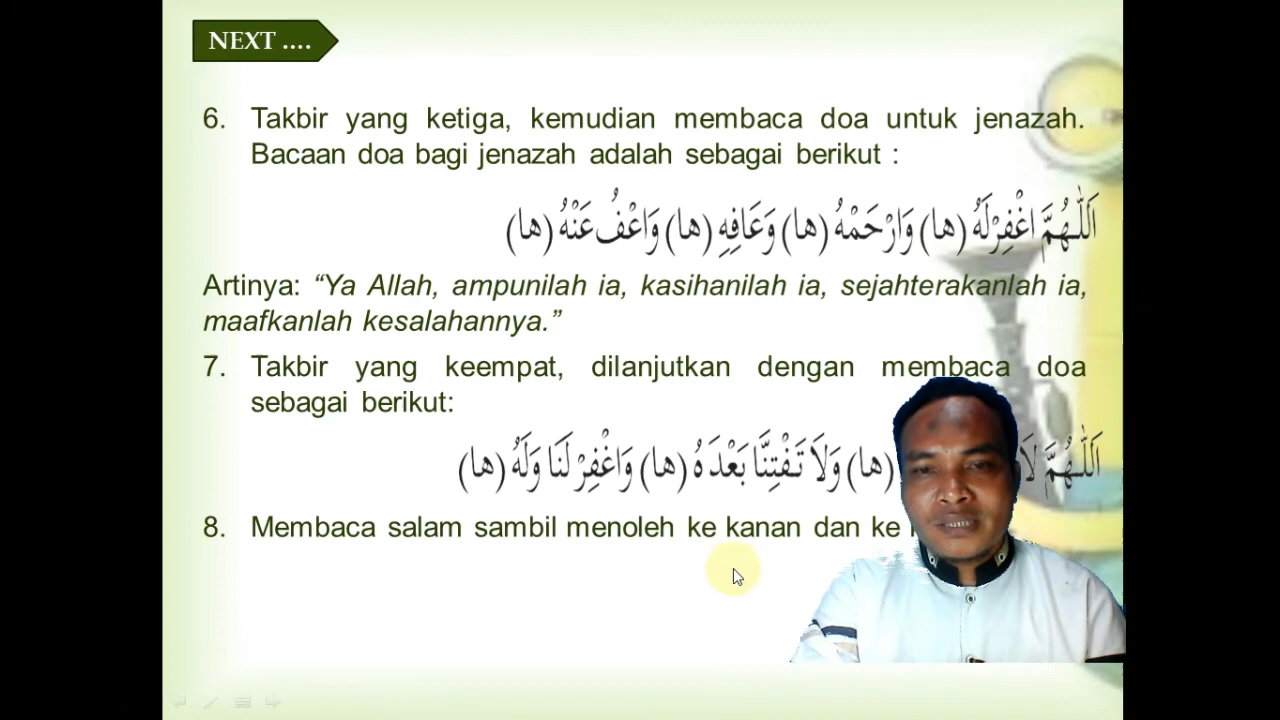 NEXT ....
6. Takbir yang ketiga, kemudian membaca doa untuk jenazah.
Bacaan doa bagi jenazah adalah sebagai berikut :
اَللّٰهُمَّ اغْفِرْلَهُ (ها) وَارْحَمْهُ (ها) وَعَافِهِ (ها) وَاعْفُ عَنْهُ (ها)
Artinya: “Ya Allah, ampunilah ia, kasihanilah ia, sejahterakanlah ia,
maafkanlah kesalahannya.”
7. Takbir yang keempat, dilanjutkan dengan membaca doa
sebagai berikut:
اَللّٰهُمَّ لَا (ها) وَلَا تَفْتِنَّا بَعْدَهُ (ها) وَاغْفِرْ لَنَا وَلَهُ (ها)
8. Membaca salam sambil menoleh ke kanan dan ke